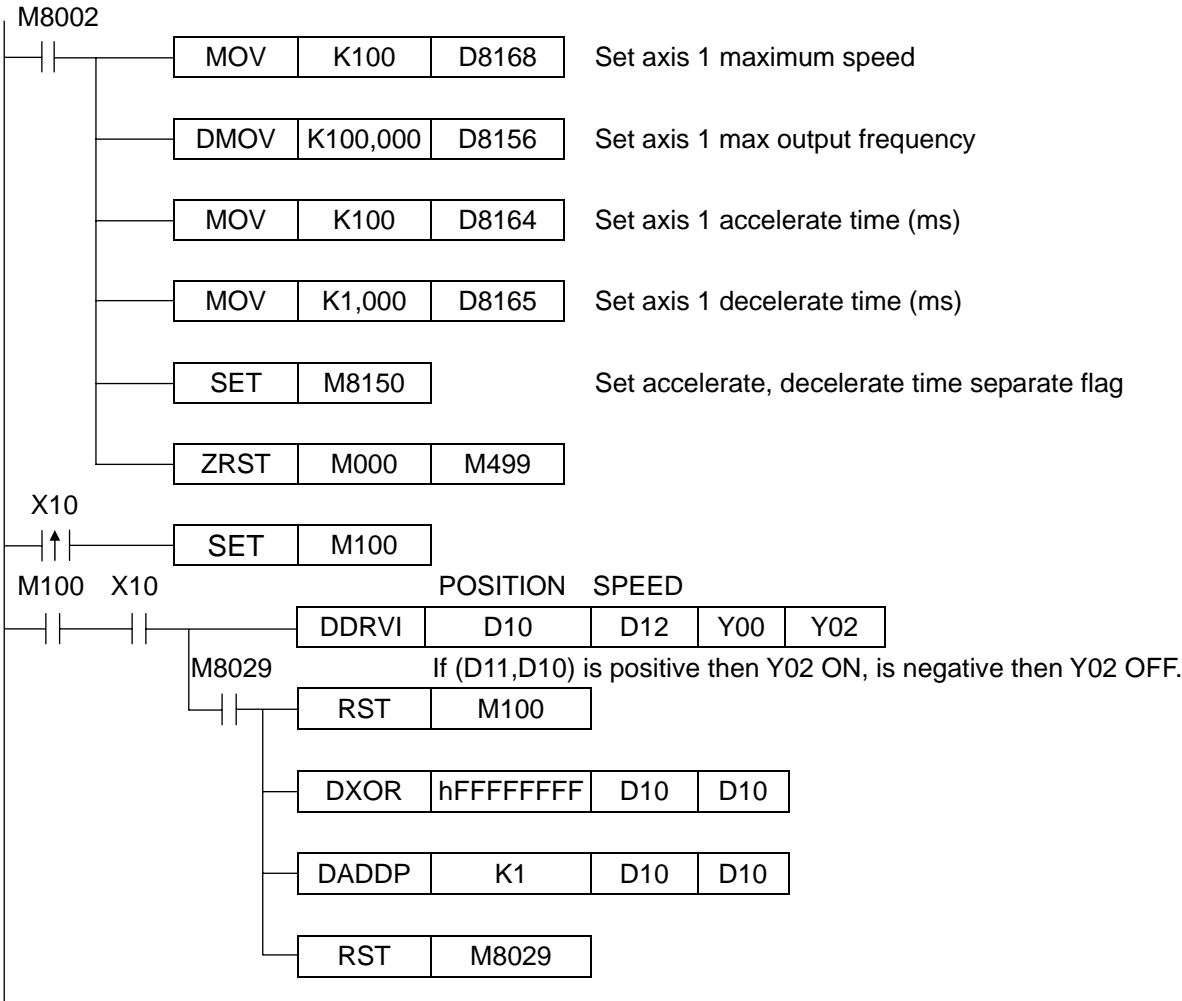 M8002
MOV K100 D8168 Set axis 1 maximum speed
DMOV K100,000 D8156 Set axis 1 max output frequency
MOV K100 D8164 Set axis 1 accelerate time (ms)
MOV K1,000 D8165 Set axis 1 decelerate time (ms)
SET M8150 Set accelerate, decelerate time separate flag
ZRST M000 M499
X10
SET M100
M100 X10 POSITION SPEED
DDRVI D10 D12 Y00 Y02
M8029 If (D11,D10) is positive then Y02 ON, is negative then Y02 OFF.
RST M100
DXOR hFFFFFFFF D10 D10
DADDP K1 D10 D10
RST M8029